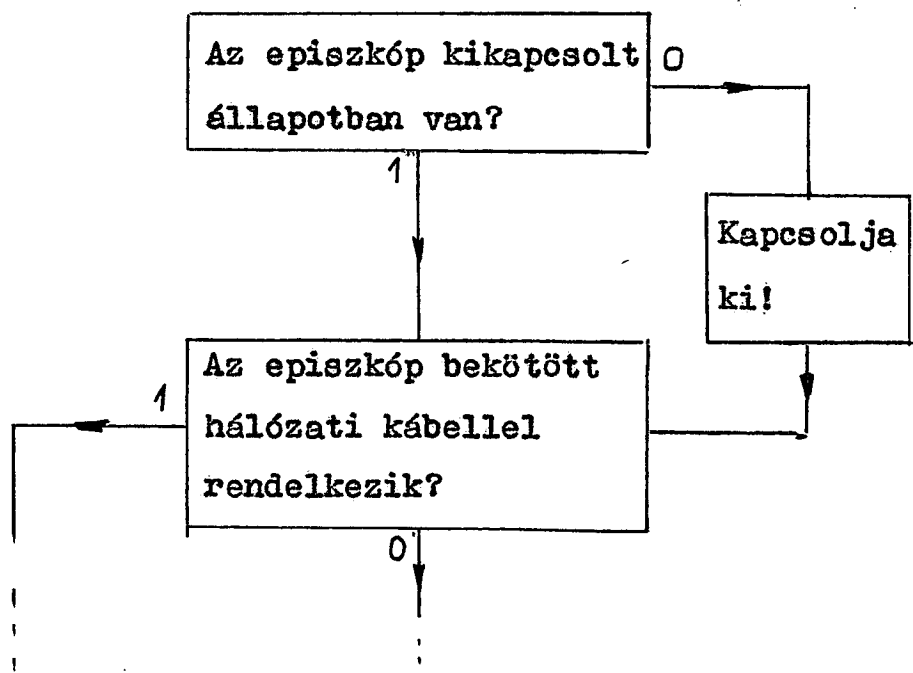 Az episzkóp kikapcsolt
állapotban van?
0
1
Kapcsolja
ki!
Az episzkóp bekötött
hálózati kábellel
rendelkezik?
1
0